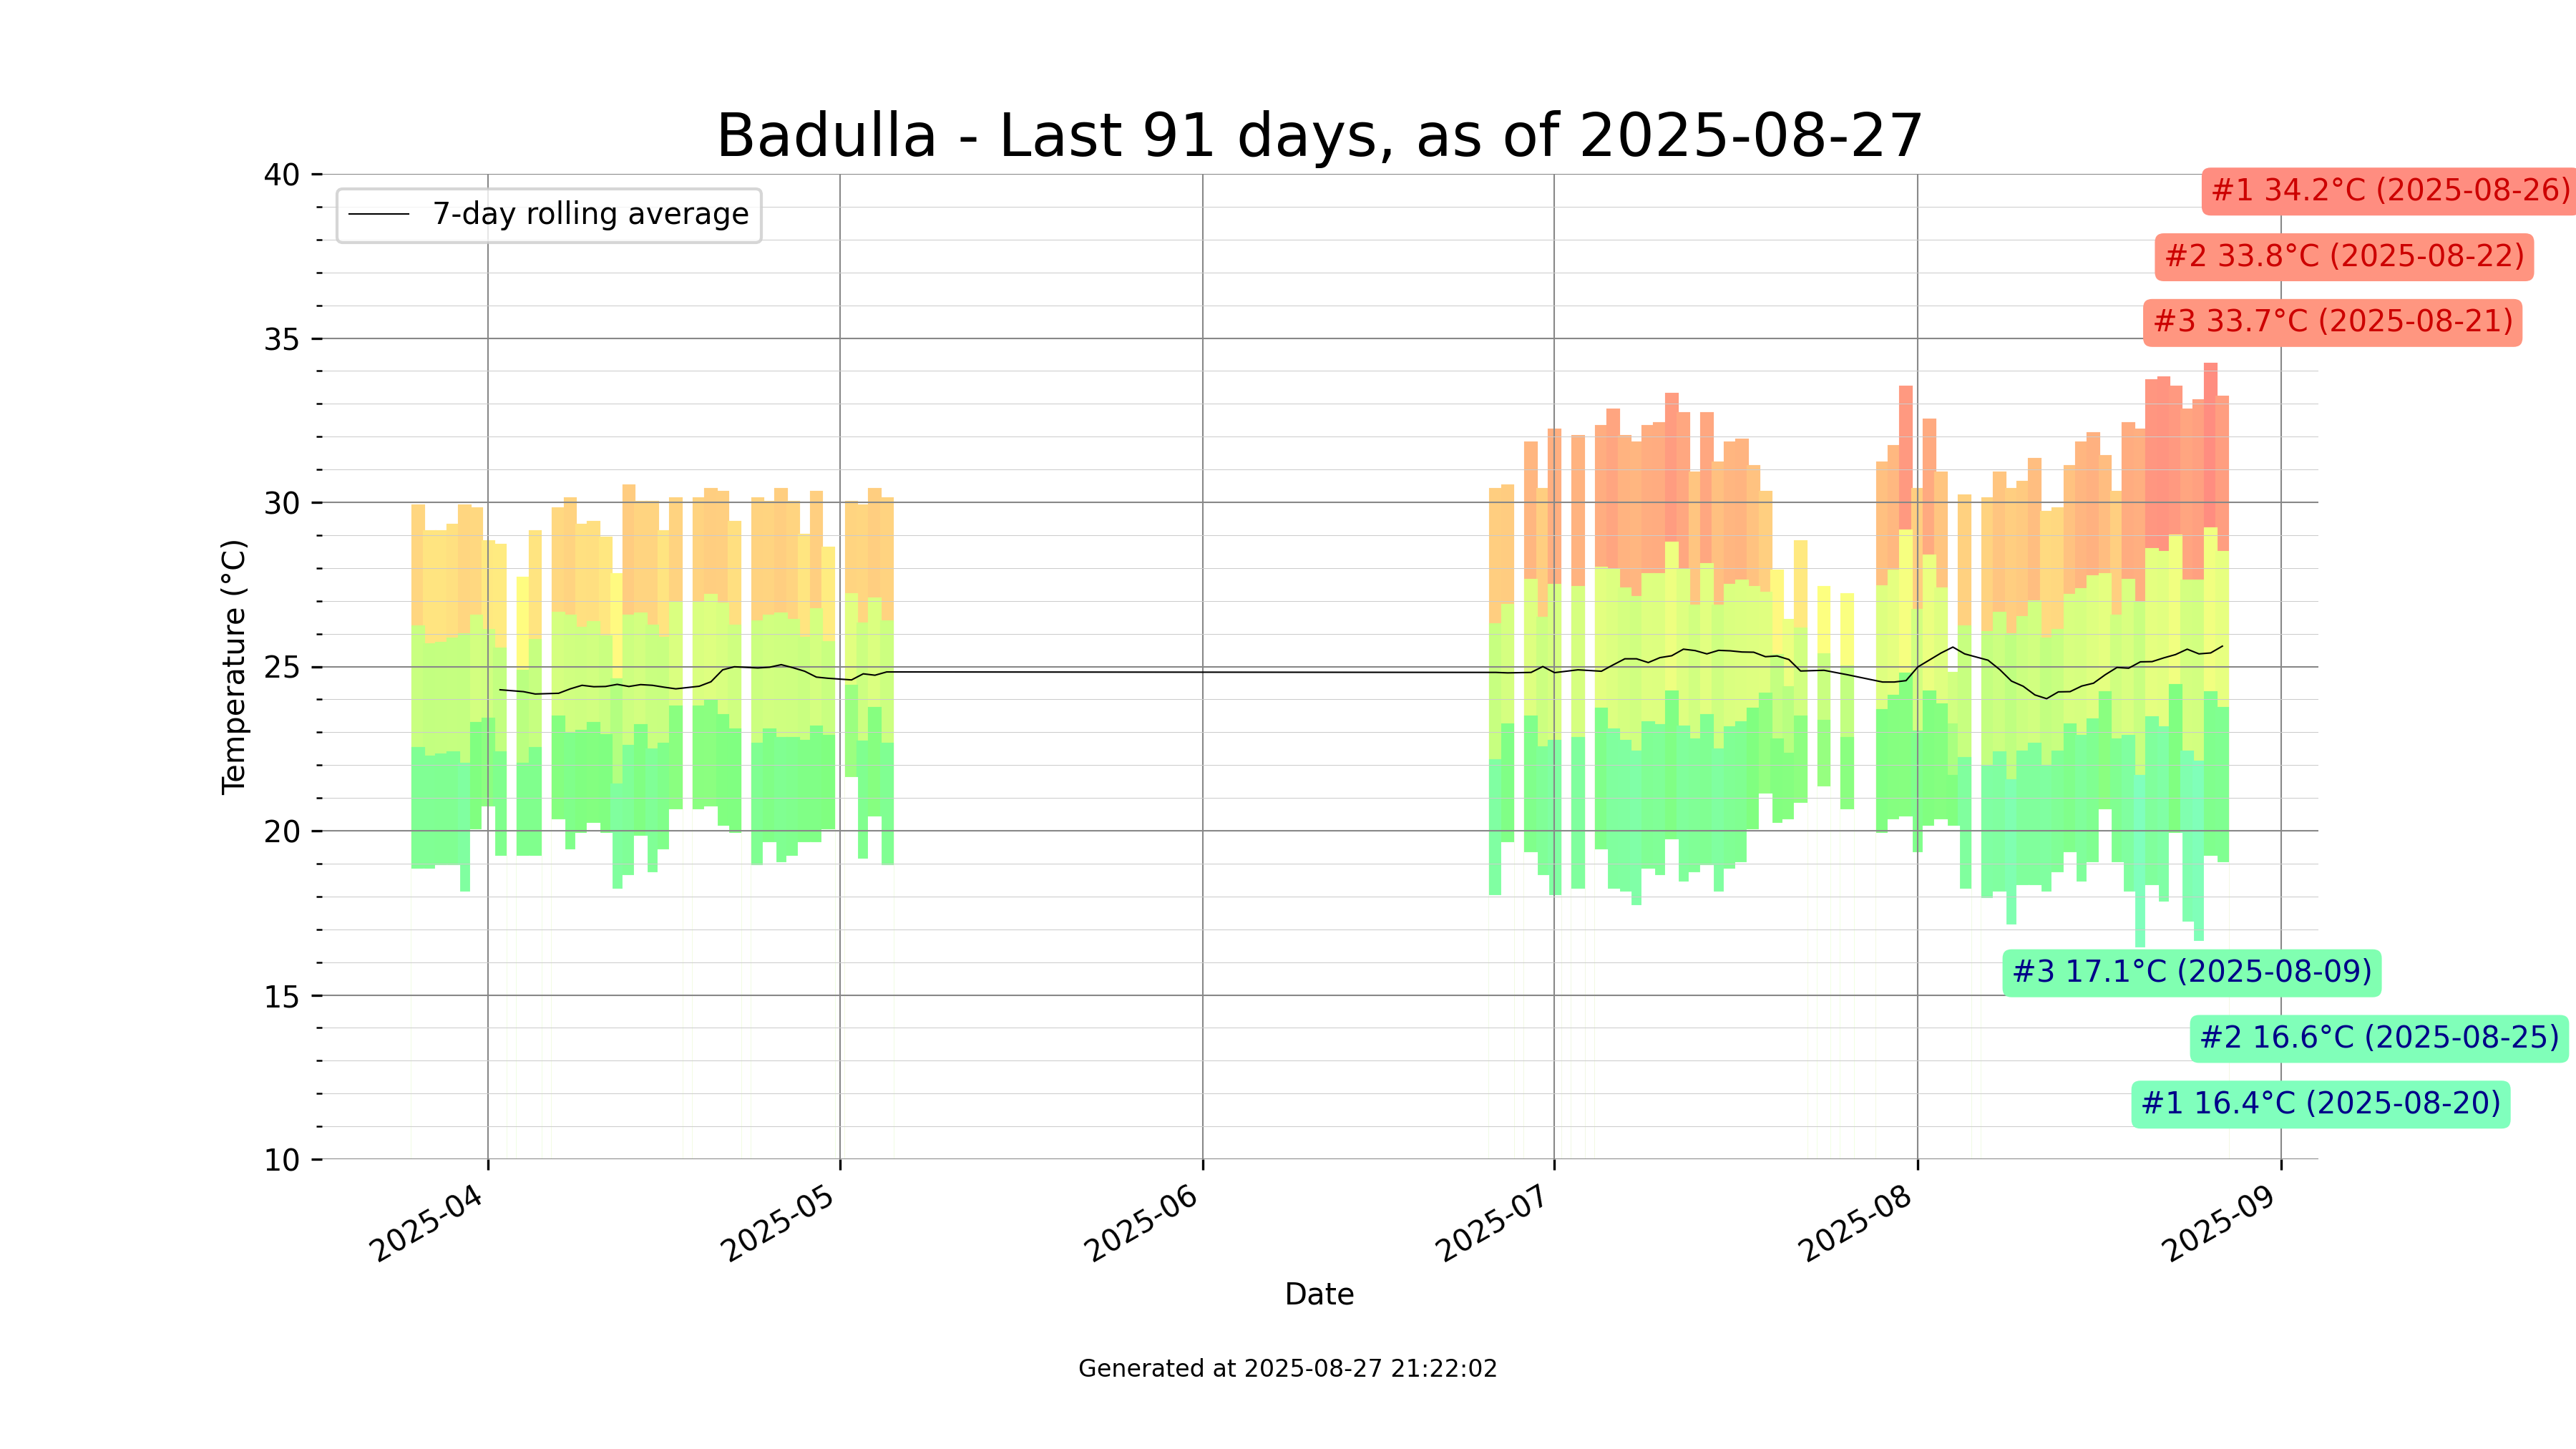 Badulla - Last 91 days, as of 2025-08-27
7-day rolling average
#1 34.2°C (2025-08-26)
#2 33.8°C (2025-08-22)
#3 33.7°C (2025-08-21)
40
35
30
25
20
15
10
Temperature (°C)
#3 17.1°C (2025-08-09)
#2 16.6°C (2025-08-25)
#1 16.4°C (2025-08-20)
2025-04
2025-05
2025-06
2025-07
2025-08
2025-09
Date
Generated at 2025-08-27 21:22:02